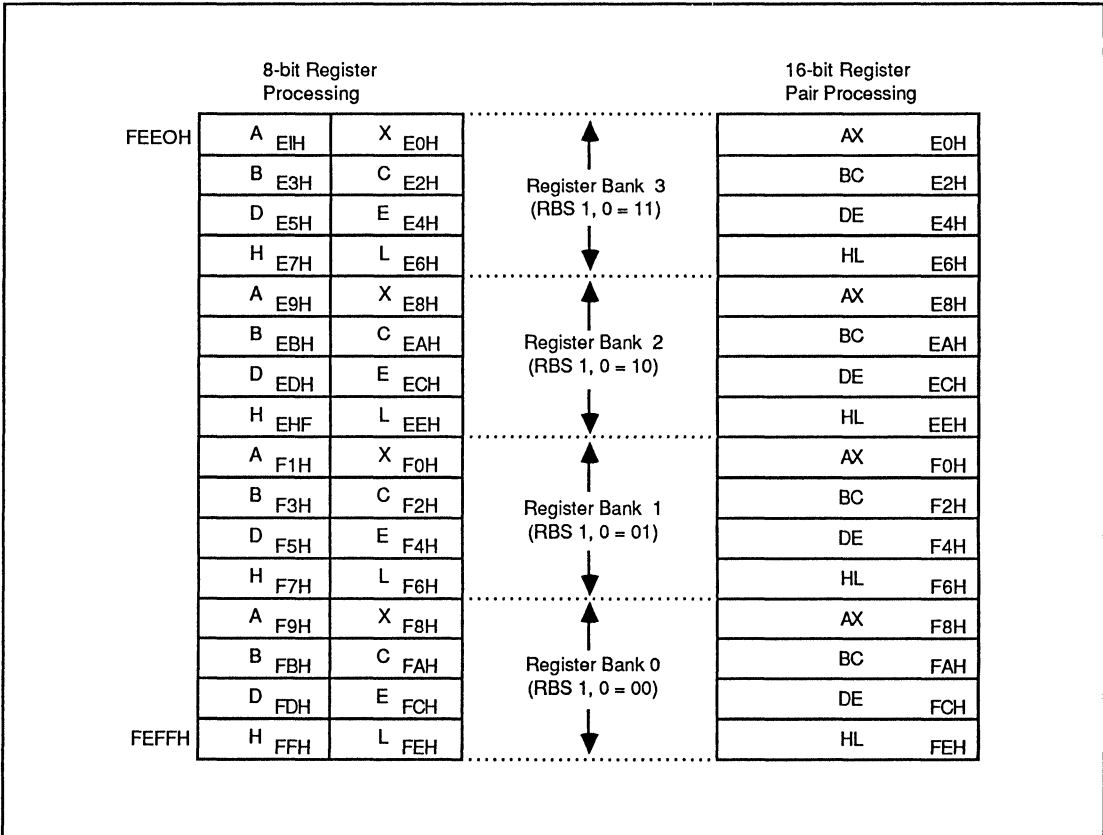 8-bit Register
Processing
16-bit Register
Pair Processing
FEEOH
A EIH X E0H AX E0H
B E3H C E2H BC E2H
D E5H E E4H DE E4H
H E7H L E6H HL E6H
Register Bank 3
(RBS 1, 0 = 11)
A E9H X E8H AX E8H
B EBH C EAH BC EAH
D EDH E ECH DE ECH
H EHF L EEH HL EEH
Register Bank 2
(RBS 1, 0 = 10)
A F1H X F0H AX F0H
B F3H C F2H BC F2H
D F5H E F4H DE F4H
H F7H L F6H HL F6H
Register Bank 1
(RBS 1, 0 = 01)
A F9H X F8H AX F8H
B FBH C FAH BC FAH
D FDH E FCH DE FCH
FEFFH H FFH L FEH HL FEH
Register Bank 0
(RBS 1, 0 = 00)